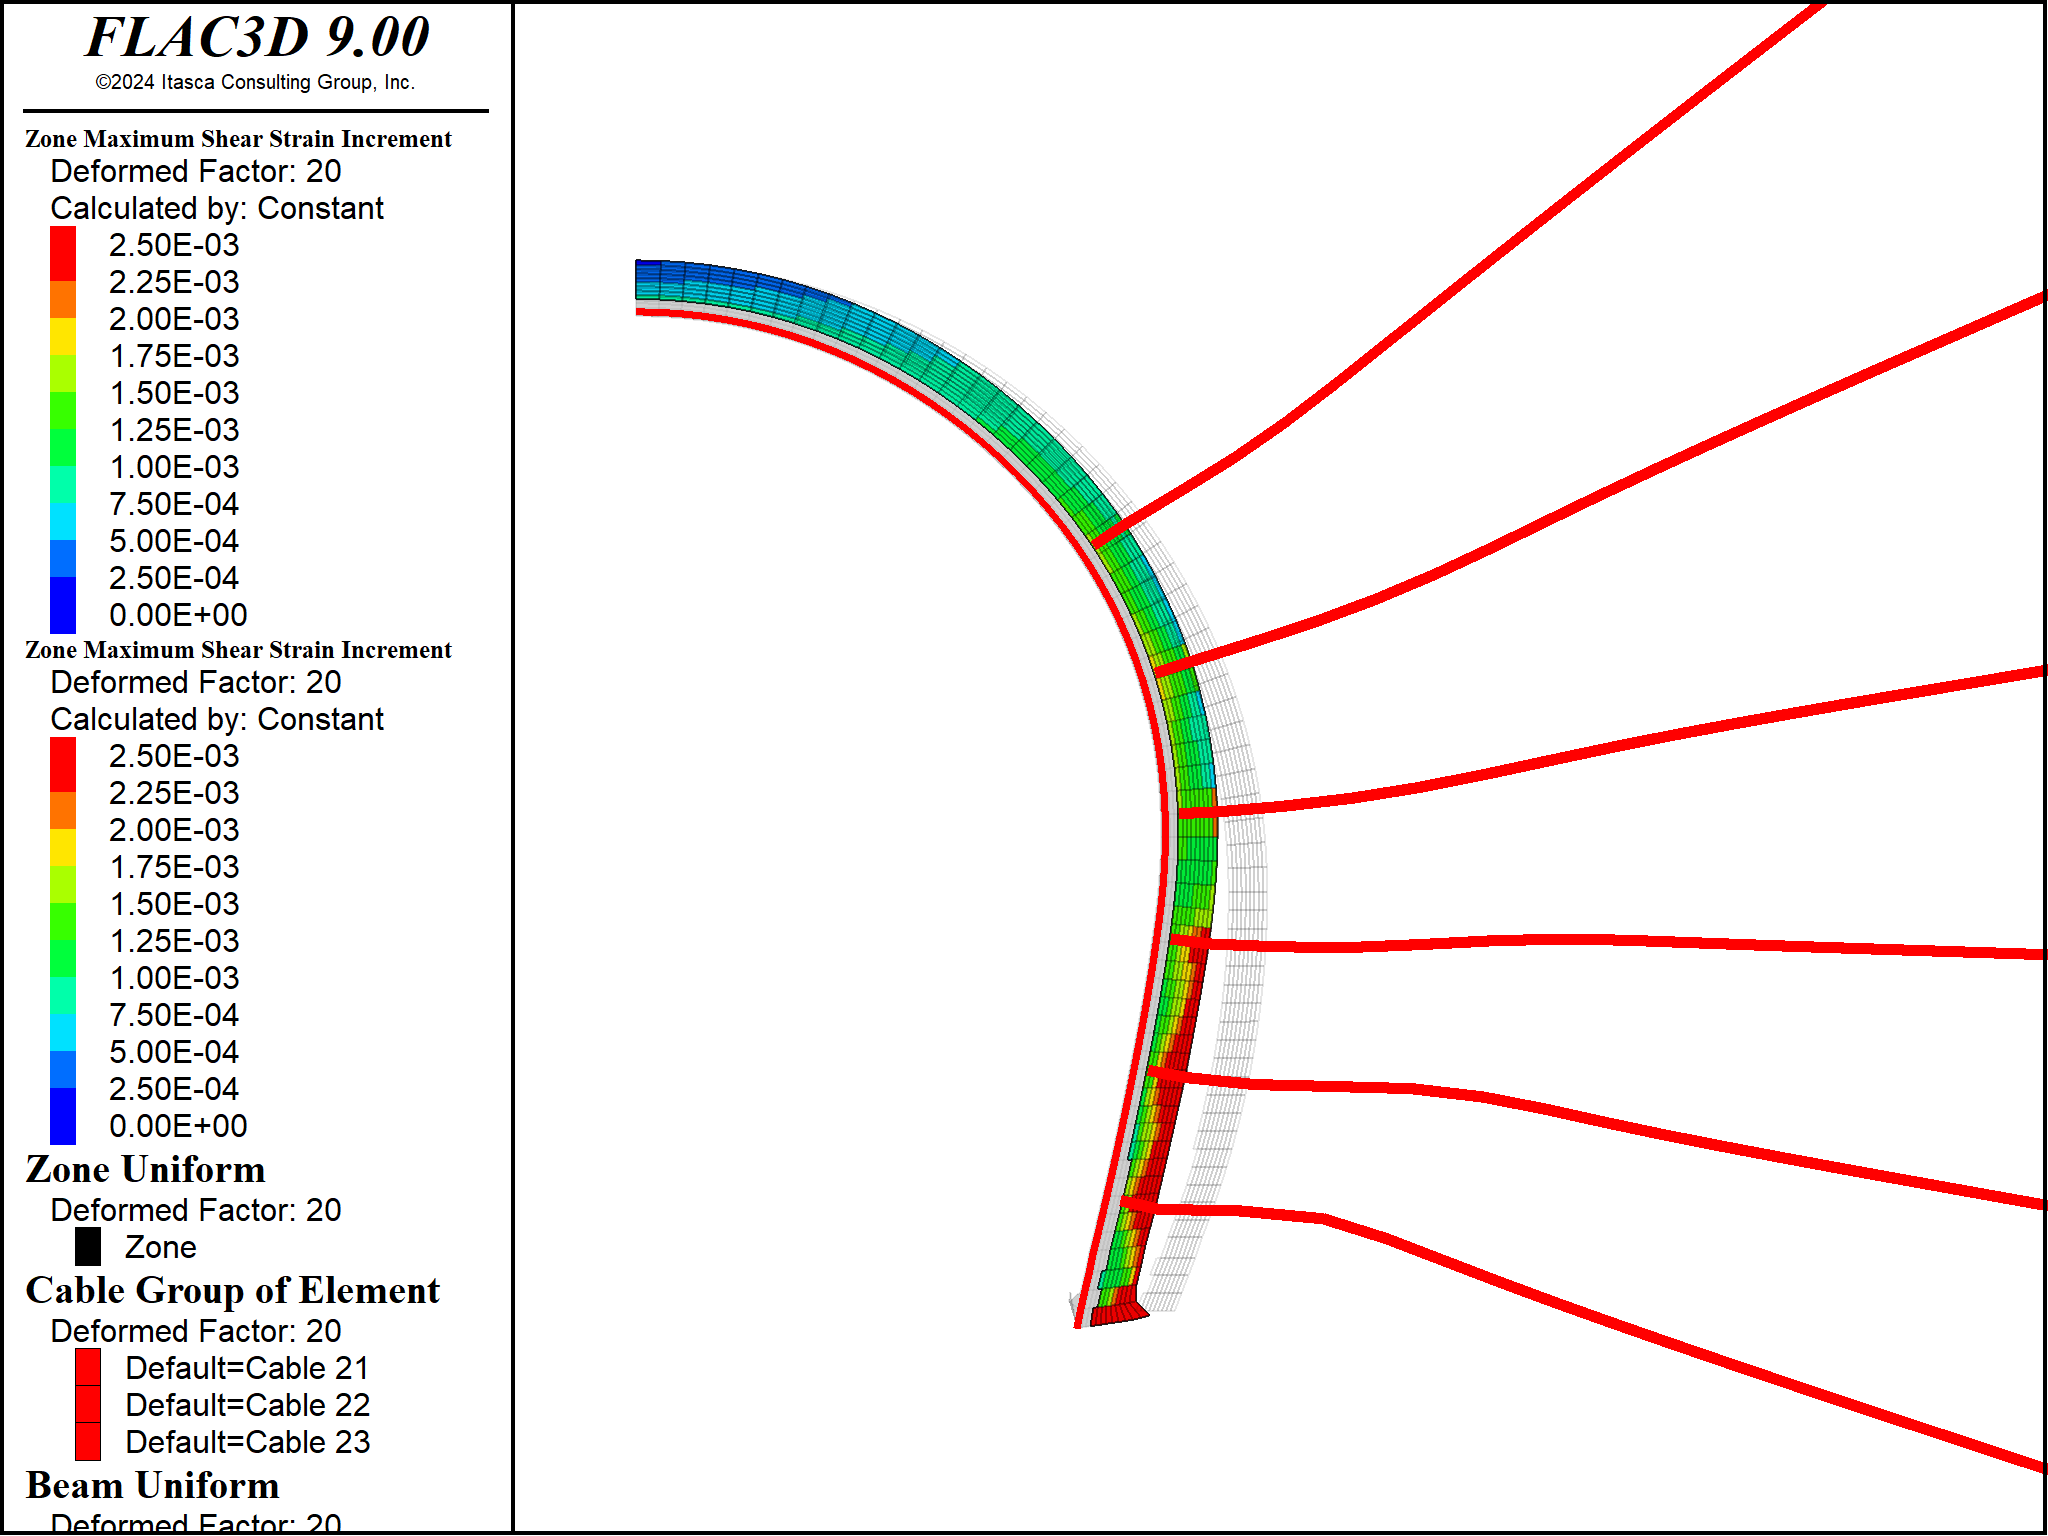 FLAC3D 9.00
©2024 Itasca Consulting Group, Inc.
Zone Maximum Shear Strain Increment
Deformed Factor: 20
Calculated by: Constant
2.50E-03
2.25E-03
2.00E-03
1.75E-03
1.50E-03
1.25E-03
1.00E-03
7.50E-04
5.00E-04
2.50E-04
0.00E+00
Zone Maximum Shear Strain Increment
Deformed Factor: 20
Calculated by: Constant
2.50E-03
2.25E-03
2.00E-03
1.75E-03
1.50E-03
1.25E-03
1.00E-03
7.50E-04
5.00E-04
2.50E-04
0.00E+00
Zone Uniform
Deformed Factor: 20
Zone
Cable Group of Element
Deformed Factor: 20
Default=Cable 21
Default=Cable 22
Default=Cable 23
Beam Uniform
Deformed Factor: 20